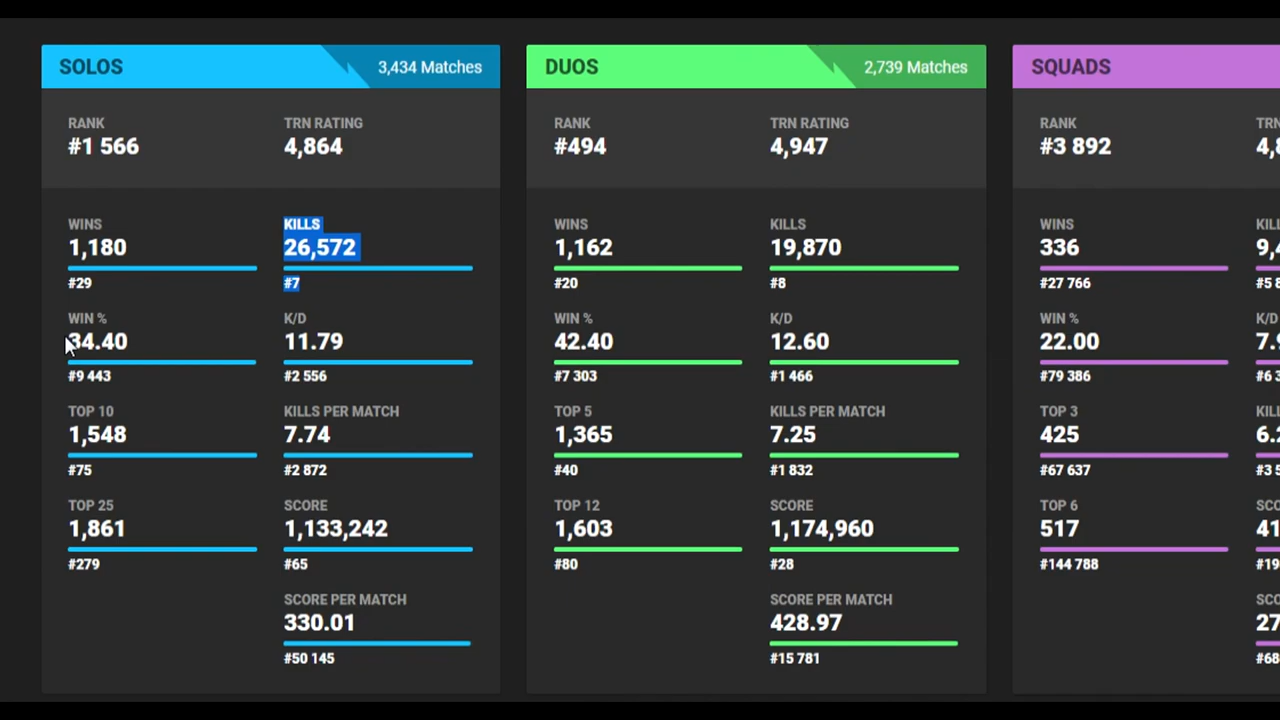 SOLOS
3,434 Matches
RANK
TRN RATING
#1 566
4,864
WINS
KILLS
1,180
26,572
#29
#7
WIN %
K/D
34.40
11.79
#9 443
#2 556
TOP 10
KILLS PER MATCH
1,548
7.74
#75
#2 872
TOP 25
SCORE
1,861
1,133,242
#279
#65
SCORE PER MATCH
330.01
#50 145
DUOS
2,739 Matches
RANK
TRN RATING
#494
4,947
WINS
KILLS
1,162
19,870
#20
#8
WIN %
K/D
42.40
12.60
#7 303
#1 466
TOP 5
KILLS PER MATCH
1,365
7.25
#40
#1 832
TOP 12
SCORE
1,603
1,174,960
#80
#28
SCORE PER MATCH
428.97
#15 781
SQUADS
RANK
#3 892
WINS
336
#27 766
WIN %
K/D
22.00
#79 386
TOP 3
425
#67 637
TOP 6
517
#144 788